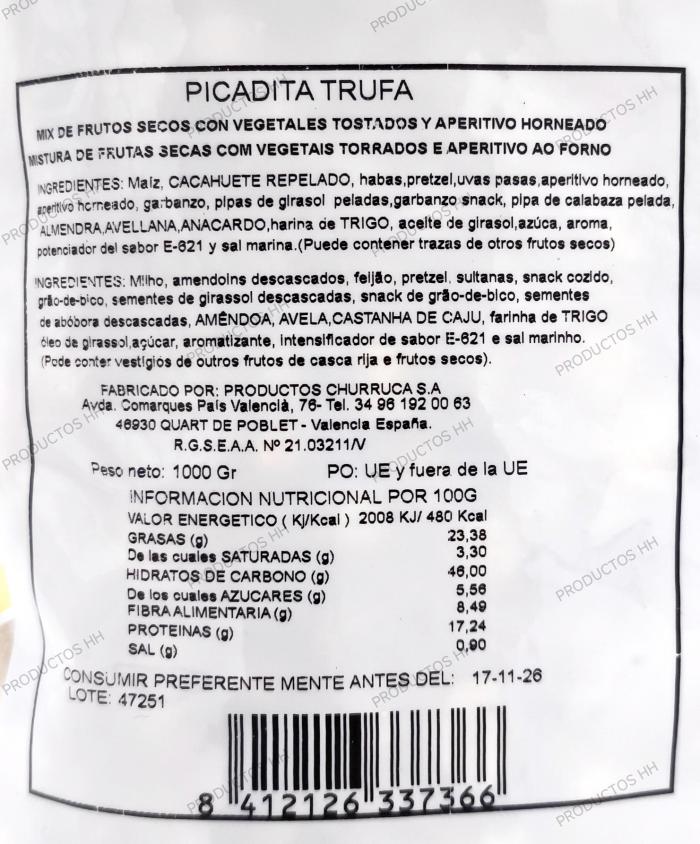 PICADITA TRUFA
MIX DE FRUTOS SECOS CON VEGETALES TOSTADOS Y APERITIVO HORNEADO
MISTURA DE FRUTAS SECAS COM VEGETAIS TORRADOS E APERITIVO AO FORNO
INGREDIENTES: Maíz, CACAHUETE REPELADO, habas,pretzel,uvas pasas,aperitivo horneado,
aperitivo horneado, garbanzo, pipas de girasol peladas,garbanzo snack, pipa de calabaza pelada,
ALMENDRA,AVELLANA,ANACARDO,harina de TRIGO, aceite de girasol,azúca, aroma,
potenciador del sabor E-621 y sal marina.(Puede contener trazas de otros frutos secos)
INGREDIENTES: Milho, amendoins descascados, feijão, pretzel, sultanas, snack cozido,
grão-de-bico, sementes de girassol descascadas, snack de grão-de-bico, sementes
de abóbora descascadas, AMÊNDOA, AVELA,CASTANHA DE CAJU, farinha de TRIGO
óleo de girassol,açúcar, aromatizante, intensificador de sabor E-621 e sal marinho.
(Pode conter vestígios de outros frutos de casca rija e frutos secos).
FABRICADO POR: PRODUCTOS CHURRUCA S.A
Avda. Comarques País Valencià, 76- Tel. 34 96 192 00 63
46930 QUART DE POBLET - Valencia España.
R.G.S.E.A.A. Nº 21.03211/V
Peso neto: 1000 Gr PO: UE y fuera de la UE
INFORMACION NUTRICIONAL POR 100G
VALOR ENERGETICO ( Kj/Kcal ) 2008 KJ/ 480 Kcal
GRASAS (g) 23,38
De las cuales SATURADAS (g) 3,30
HIDRATOS DE CARBONO (g) 46,00
De los cuales AZUCARES (g) 5,56
FIBRA ALIMENTARIA (g) 8,49
PROTEINAS (g) 17,24
SAL (g) 0,90
CONSUMIR PREFERENTE MENTE ANTES DEL: 17-11-26
LOTE: 47251
8 412126 337366
PRODUCTOS HH